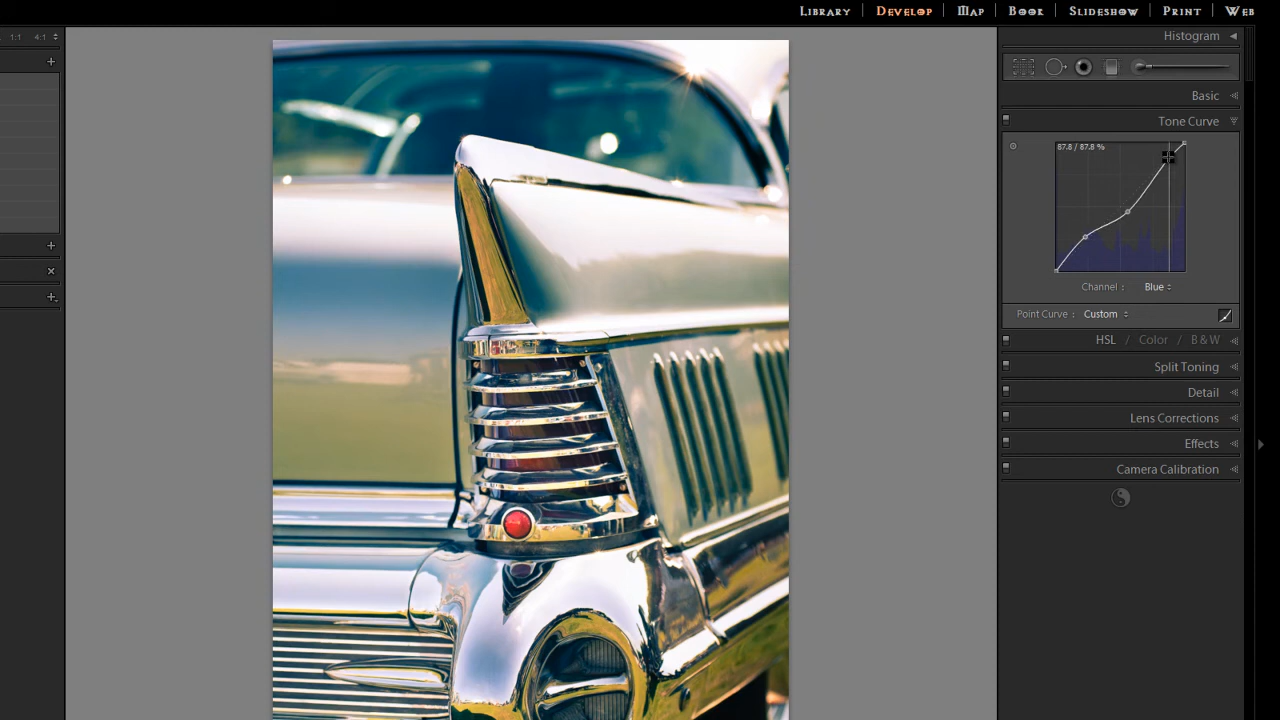 LIBRARY | DEVELOP | MAP | BOOK | SLIDESHOW | PRINT | WEB
1:1 4:1
Histogram
Basic
Tone Curve
87.8 / 87.8 %
Channel : Blue
Point Curve : Custom
HSL / Color / B & W
Split Toning
Detail
Lens Corrections
Effects
Camera Calibration